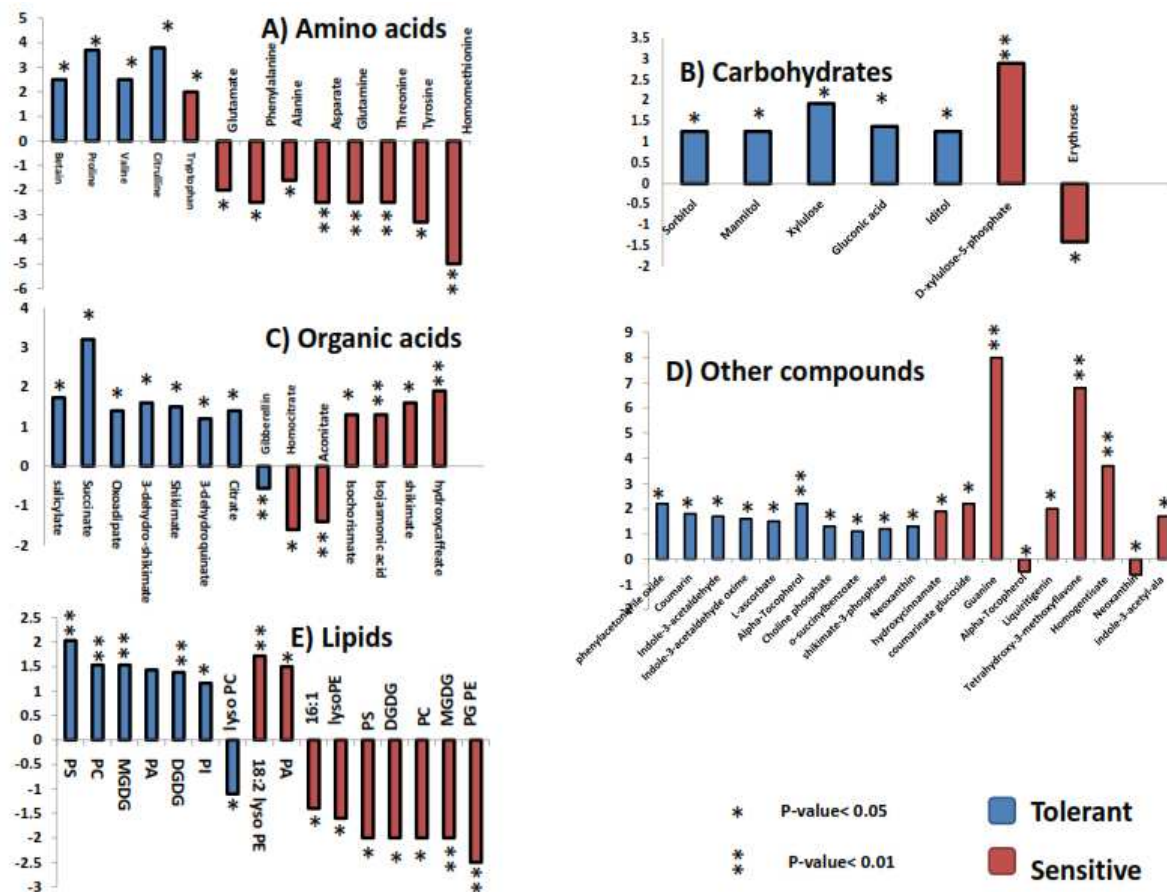 A) Amino acids
5
4
3
2
1
0
-1
-2
-3
-4
-5
-6
Betain
Proline
Valine
Citrulline
Tryptophan
Glutamate
Phenylalanine
Alanine
Asparate
Glutamine
Threonine
Tyrosine
Homomethionine
* * * * * * * * ** ** ** * **
B) Carbohydrates
3.5
3
2.5
2
1.5
1
0.5
0
-0.5
-1
-1.5
-2
Sorbitol
Mannitol
Xylulose
Gluconic acid
Iditol
D-xylulose-5-phosphate
Erythrose
* * * * * ** *
C) Organic acids
4
3
2
1
0
-1
-2
salicylate
Succinate
Oxoadipate
3-dehydro-shikimate
Shikimate
3-dehydroquinate
Citrate
Gibberellin
Homocitrate
Aconitate
Isochorismate
Isojasmonic acid
shikimate
hydroxycaffeate
* * * * * * * ** * ** * ** * **
D) Other compounds
9
8
7
6
5
4
3
2
1
0
-1
phenylacetonitrile oxide
Coumarin
Indole-3-acetaldehyde
Indole-3-acetaldehyde oxime
L-ascorbate
Alpha-Tocopherol
Choline phosphate
o-succinylbenzoate
shikimate-3-phosphate
Neoxanthin
hydroxycinnamate
coumarinate glucoside
Guanine
Alpha-Tocopherol
Liquiritigenin
Tetrahydroxy-3-methoxyflavone
Homogentisate
Neoxanthin
indole-3-acetyl-ala
* * * * * ** * * * * * * ** * * ** ** * *
E) Lipids
2.5
2
1.5
1
0.5
0
-0.5
-1
-1.5
-2
-2.5
-3
PS
PC
MGDG
PA
DGDG
PI
lyso PC
18:2 lyso PE
PA
16:1
lysoPE
PS
DGDG
PC
MGDG
PG PE
** ** ** ** * * ** * * * * * * ** **
* P-value< 0.05
** P-value< 0.01
Tolerant
Sensitive